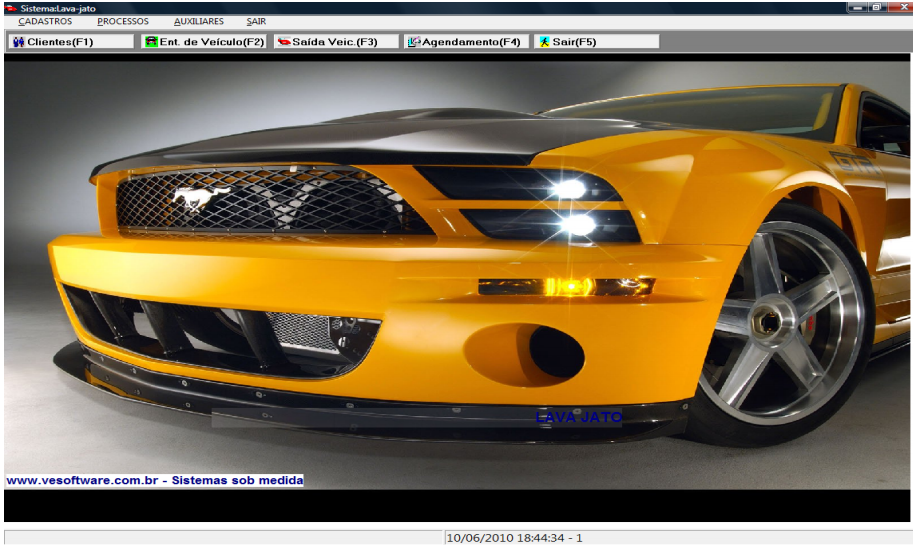 Sistema:Lava-jato
CADASTROS PROCESSOS AUXILIARES SAIR
Clientes(F1) Ent. de Veículo(F2) Saída Veic.(F3) Agendamento(F4) Sair(F5)
LAVA JATO
www.vesoftware.com.br - Sistemas sob medida
10/06/2010 18:44:34 - 1